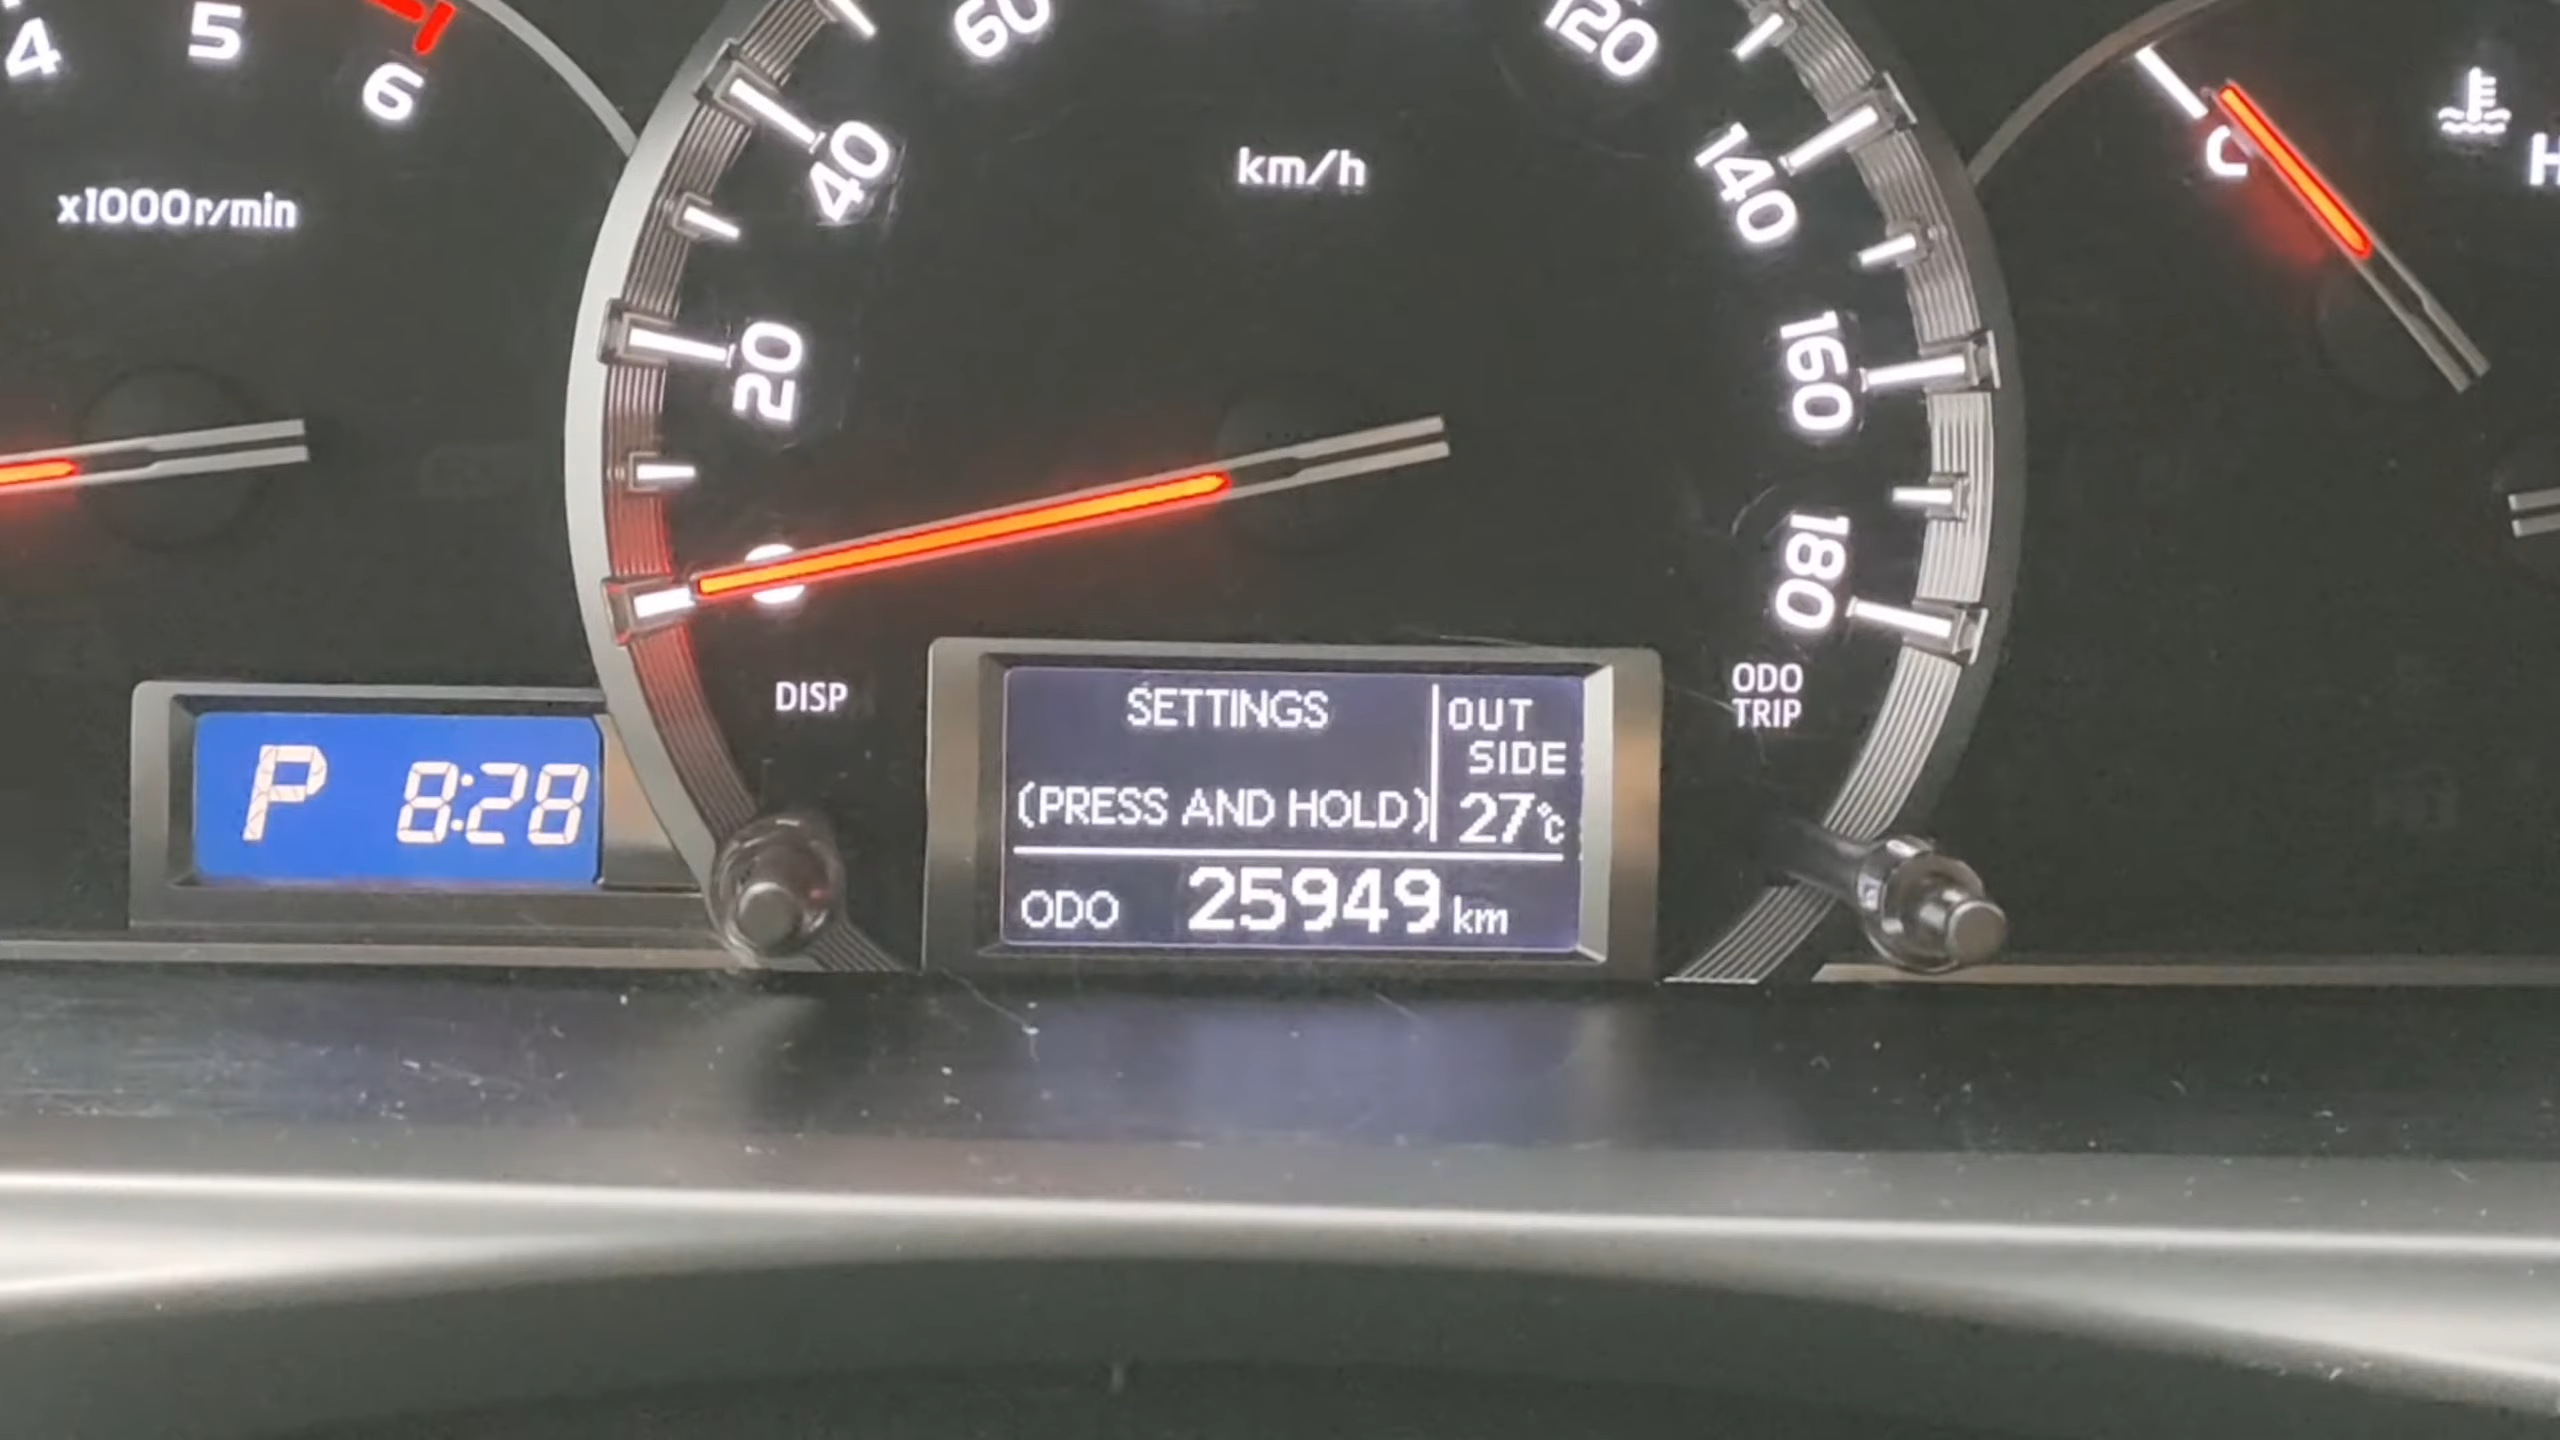 4
5
6
x1000r/min
20
40
60
120
140
160
180
km/h
C
H
DISP
ODO
TRIP
P 8:28
SETTINGS
(PRESS AND HOLD)
OUT
SIDE
27°C
ODO 25949 km